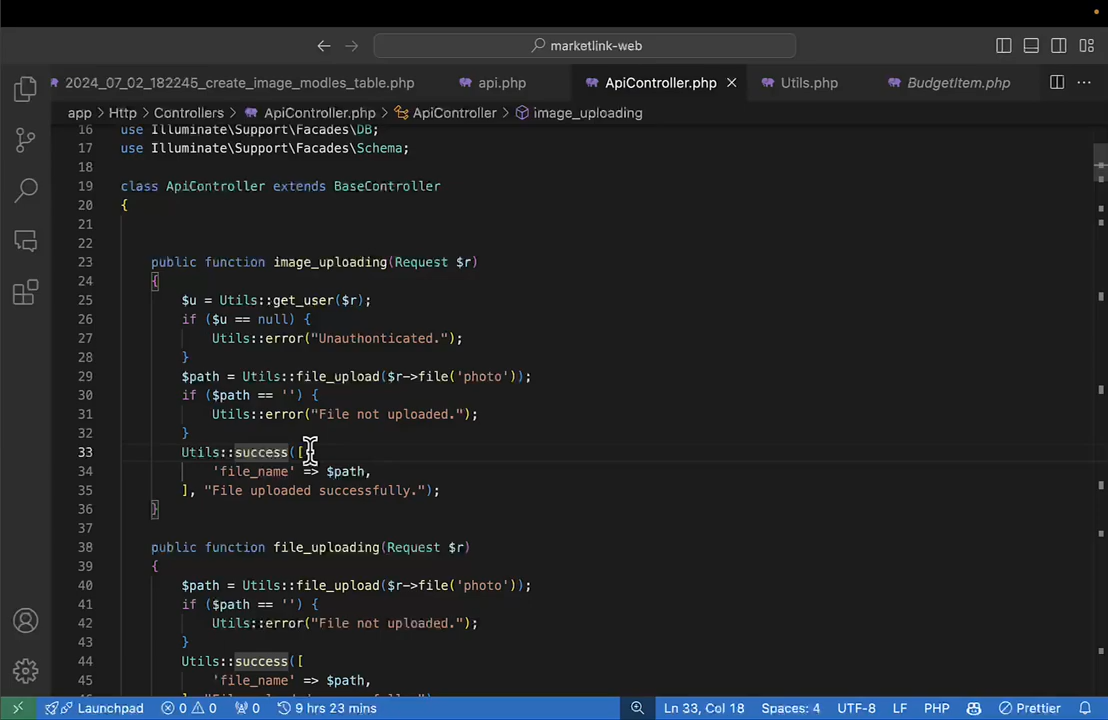 marketlink-web
2024_07_02_182245_create_image_modles_table.php api.php ApiController.php Utils.php BudgetItem.php
app > Http > Controllers > ApiController.php > ApiController > image_uploading
16 use Illuminate\Support\Facades\DB;
17 use Illuminate\Support\Facades\Schema;
18
19 class ApiController extends BaseController
20 {
21
22
23 public function image_uploading(Request $r)
24 {
25 $u = Utils::get_user($r);
26 if ($u == null) {
27 Utils::error("Unauthonticated.");
28 }
29 $path = Utils::file_upload($r->file('photo'));
30 if ($path == '') {
31 Utils::error("File not uploaded.");
32 }
33 Utils::success([
34 'file_name' => $path,
35 ], "File uploaded successfully.");
36 }
37
38 public function file_uploading(Request $r)
39 {
40 $path = Utils::file_upload($r->file('photo'));
41 if ($path == '') {
42 Utils::error("File not uploaded.");
43 }
44 Utils::success([
45 'file_name' => $path,
Launchpad 0 0 0 9 hrs 23 mins Ln 33, Col 18 Spaces: 4 UTF-8 LF PHP Prettier